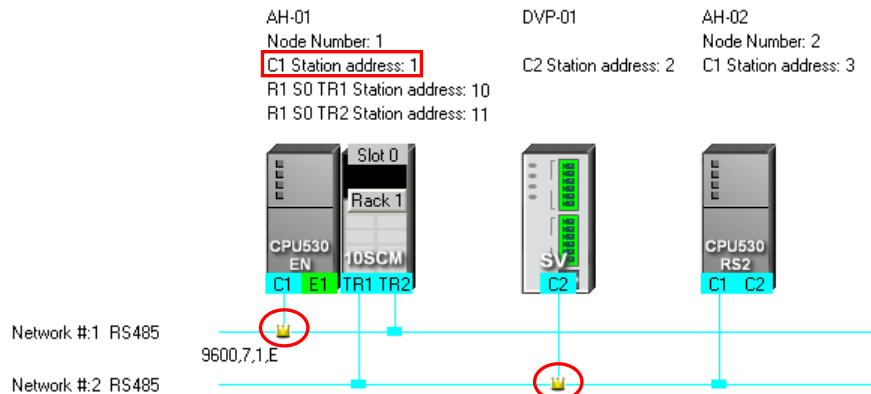 AH-01
Node Number: 1
C1 Station address: 1
R1 S0 TR1 Station address: 10
R1 S0 TR2 Station address: 11
DVP-01
C2 Station address: 2
AH-02
Node Number: 2
C1 Station address: 3
Slot 0
Rack 1
CPU530
EN
10SCM
C1 E1 TR1 TR2
SV
C2
CPU530
RS2
C1 C2
Network #:1 RS485
9600,7,1,E
Network #:2 RS485